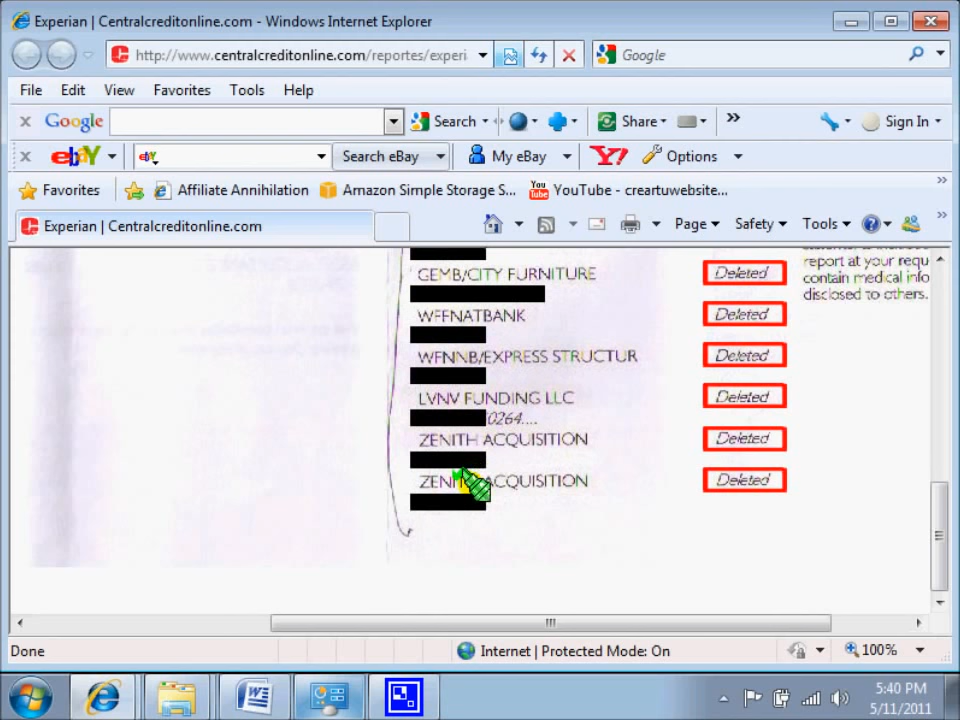 Experian | Centralcreditonline.com - Windows Internet Explorer
http://www.centralcreditonline.com/reportes/experi
Google
File Edit View Favorites Tools Help
x Google Search Share » Sign In
x ebY Search eBay My eBay Y! Options
Favorites Affiliate Annihilation Amazon Simple Storage S... You Tube YouTube - creartuwebsite... »
Experian | Centralcreditonline.com Page Safety Tools »
GEMB/CITY FURNITURE Deleted
report at your requ
contain medical info
disclosed to others.
WFFNATBANK Deleted
WFNNB/EXPRESS STRUCTUR Deleted
LVNV FUNDING LLC Deleted
0264....
ZENITH ACQUISITION Deleted
ACQUISITION Deleted
Done Internet | Protected Mode: On 100%
5:40 PM
5/11/2011